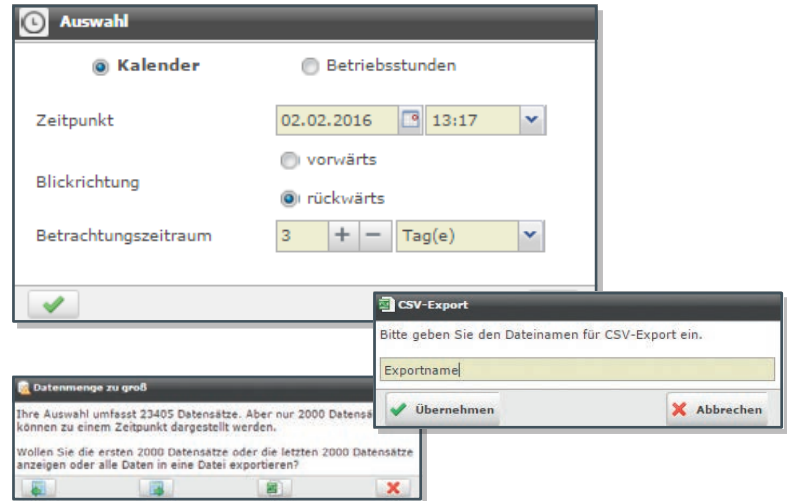 Auswahl
Kalender Betriebsstunden
Zeitpunkt 02.02.2016 13:17
vorwärts
Blickrichtung
rückwärts
Betrachtungszeitraum 3 + − Tag(e)
CSV-Export
Bitte geben Sie den Dateinamen für CSV-Export ein.
Exportname
Übernehmen Abbrechen
Datenmenge zu groß
Ihre Auswahl umfasst 23405 Datensätze. Aber nur 2000
können zu einem Zeitpunkt dargestellt werden.
Wollen Sie die ersten 2000 Datensätze oder die letzten 2000 Datensätze
anzeigen oder alle Daten in eine Datei exportieren?